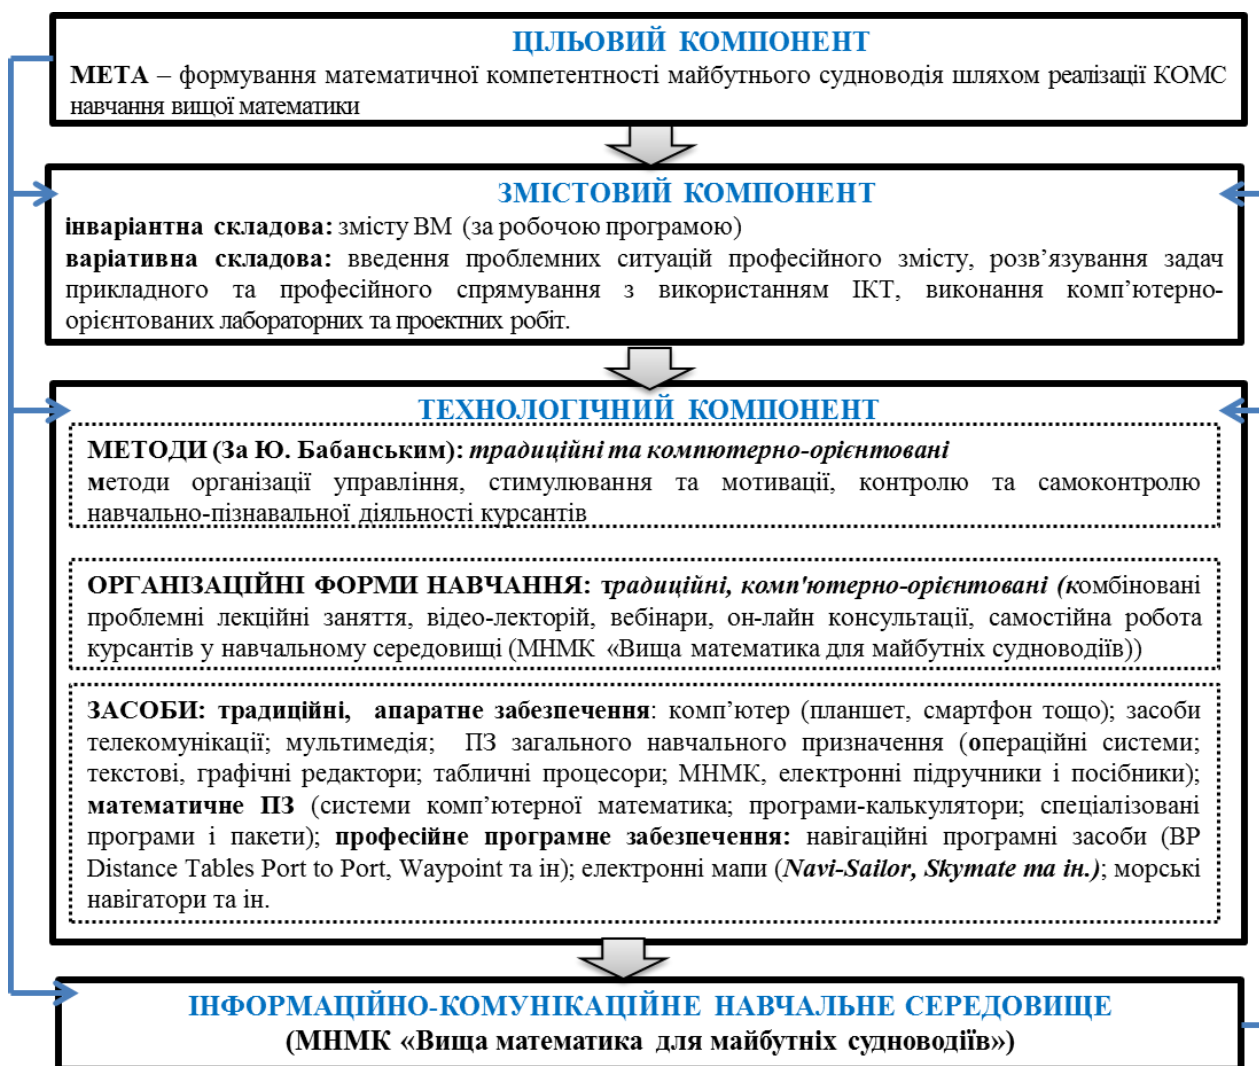 ЦІЛЬОВИЙ КОМПОНЕНТ
МЕТА – формування математичної компетентності майбутнього судноводія шляхом реалізації КОМС
навчання вищої математики
ЗМІСТОВИЙ КОМПОНЕНТ
інваріантна складова: змісту ВМ (за робочою програмою)
варіативна складова: введення проблемних ситуацій професійного змісту, розв’язування задач
прикладного та професійного спрямування з використанням ІКТ, виконання комп’ютерно-
орієнтованих лабораторних та проектних робіт.
ТЕХНОЛОГІЧНИЙ КОМПОНЕНТ
МЕТОДИ (За Ю. Бабанським): традиційні та компютерно-орієнтовані
методи організації управління, стимулювання та мотивації, контролю та самоконтролю
навчально-пізнавальної діяльності курсантів
ОРГАНІЗАЦІЙНІ ФОРМИ НАВЧАННЯ: традиційні, комп'ютерно-орієнтовані (комбіновані
проблемні лекційні заняття, відео-лекторій, вебінари, он-лайн консультації, самостійна робота
курсантів у навчальному середовищі (МНМК «Вища математика для майбутніх судноводіїв))
ЗАСОБИ: традиційні, апаратне забезпечення: комп’ютер (планшет, смартфон тощо); засоби
телекомунікації; мультимедія; ПЗ загального навчального призначення (операційні системи;
текстові, графічні редактори; табличні процесори; МНМК, електронні підручники і посібники);
математичне ПЗ (системи комп’ютерної математика; програми-калькулятори; спеціалізовані
програми і пакети); професійне програмне забезпечення: навігаційні програмні засоби (BP
Distance Tables Port to Port, Waypoint та ін); електронні мапи (Navi-Sailor, Skymate та ін.); морські
навігатори та ін.
ІНФОРМАЦІЙНО-КОМУНІКАЦІЙНЕ НАВЧАЛЬНЕ СЕРЕДОВИЩЕ
(МНМК «Вища математика для майбутніх судноводіїв»)